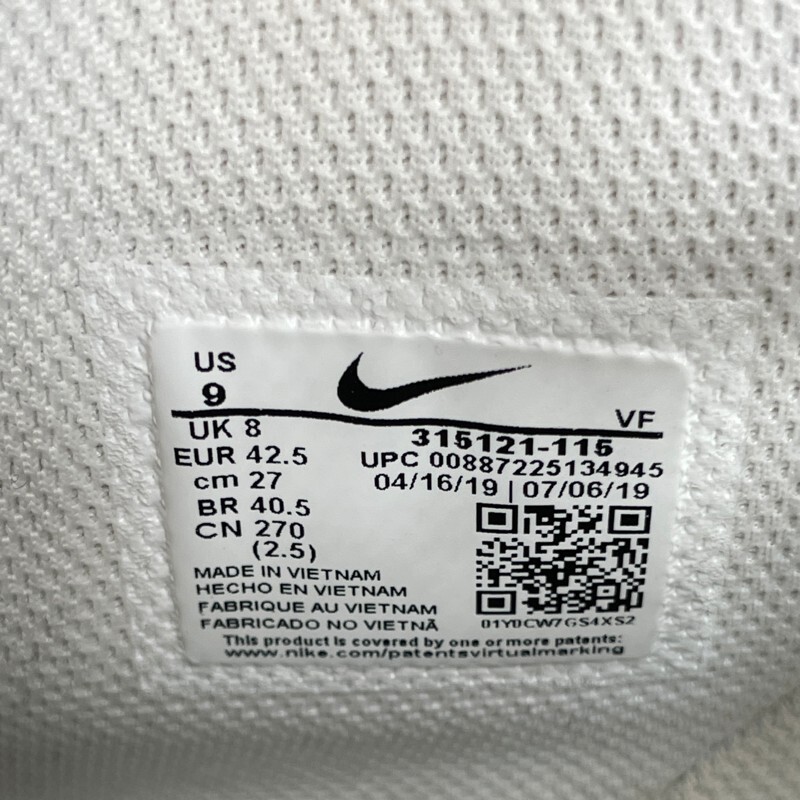 US
9
VF
UK 8
EUR 42.5
cm 27
BR 40.5
CN 270
(2.5)
315121-115
UPC 00887225134945
04/16/19 | 07/06/19
MADE IN VIETNAM
HECHO EN VIETNAM
FABRIQUE AU VIETNAM
FABRICADO NO VIETNÃ
01Y0CW7GS4XS2
This product is covered by one or more patents:
www.nike.com/patentsvirtualmarking